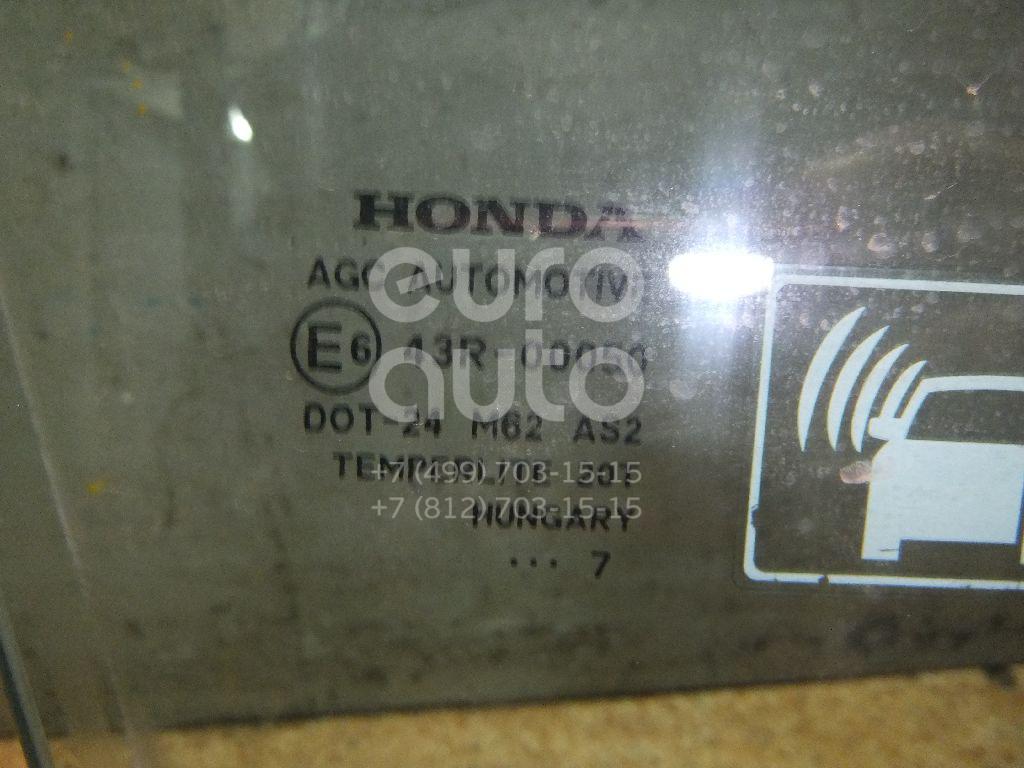 HONDA
AGC AUTOMOTIVE
E6 43R-00050
DOT-24 M62 AS2
TEMPERLITE
HUNGARY
... 7
euro
auto
+7(499) 703-15-15
+7 (812) 703-15-15